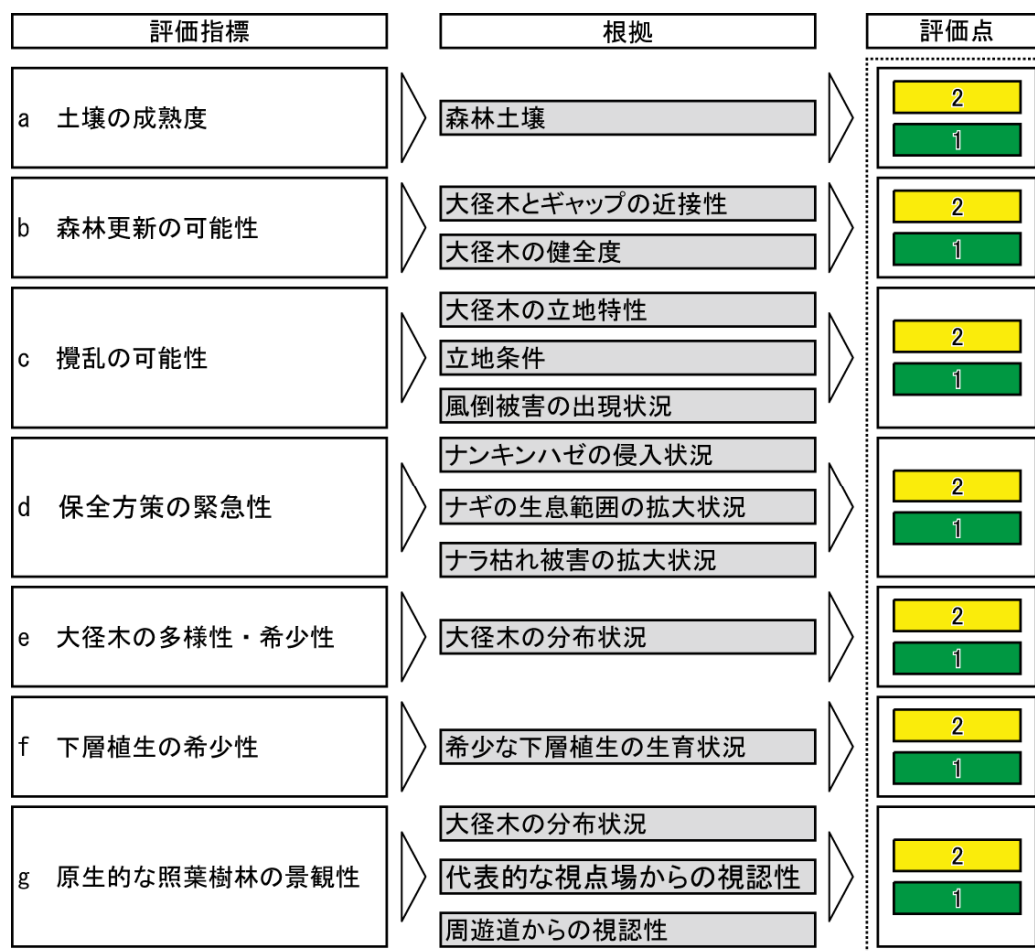 評価指標
根拠
評価点
a 土壌の成熟度
森林土壌
2
1
b 森林更新の可能性
大径木とギャップの近接性
大径木の健全度
2
1
c 攪乱の可能性
大径木の立地特性
立地条件
風倒被害の出現状況
2
1
d 保全方策の緊急性
ナンキンハゼの侵入状況
ナギの生息範囲の拡大状況
ナラ枯れ被害の拡大状況
2
1
e 大径木の多様性・希少性
大径木の分布状況
2
1
f 下層植生の希少性
希少な下層植生の生育状況
2
1
g 原生的な照葉樹林の景観性
大径木の分布状況
代表的な視点場からの視認性
周遊道からの視認性
2
1